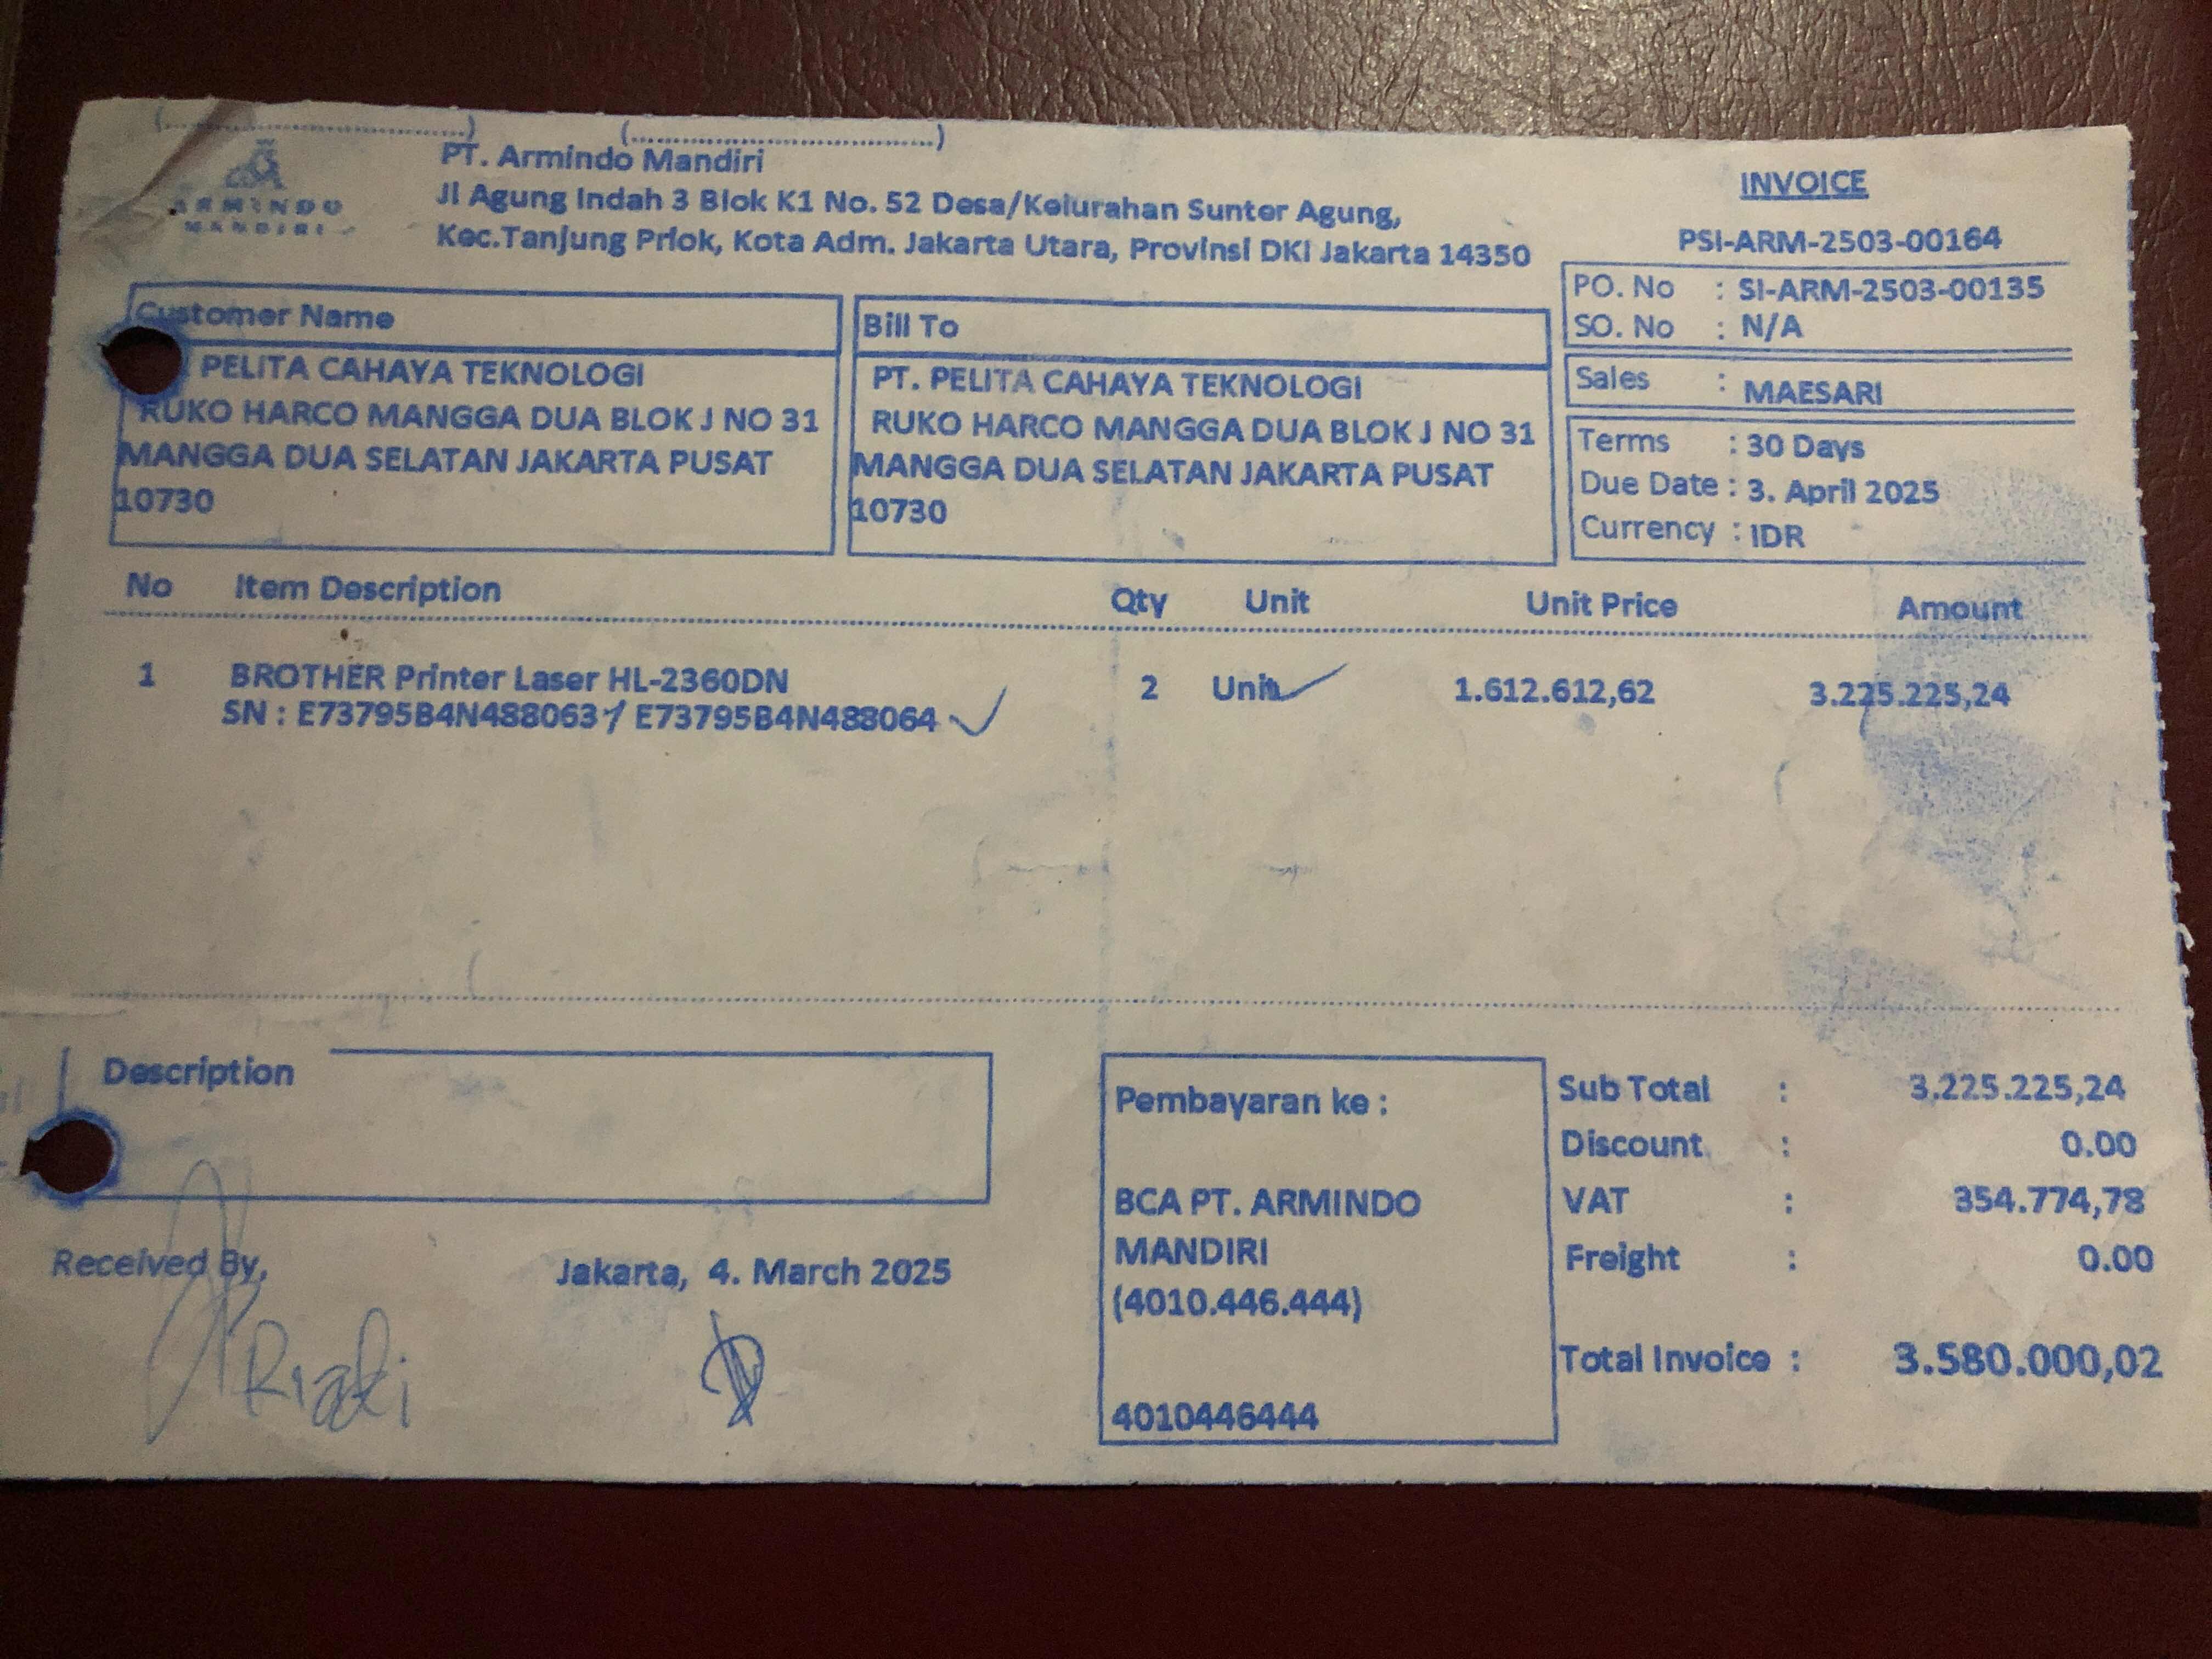 (..............................)
(..............................)
ARMINDO
MANDIRI
PT. Armindo Mandiri
Jl Agung Indah 3 Blok K1 No. 52 Desa/Kelurahan Sunter Agung,
Kec.Tanjung Priok, Kota Adm. Jakarta Utara, Provinsi DKI Jakarta 14350
INVOICE
PSI-ARM-2503-00164
PO. No : SI-ARM-2503-00135
SO. No : N/A
Sales : MAESARI
Terms : 30 Days
Due Date : 3. April 2025
Currency : IDR
Customer Name
PELITA CAHAYA TEKNOLOGI
RUKO HARCO MANGGA DUA BLOK J NO 31
MANGGA DUA SELATAN JAKARTA PUSAT
10730
Bill To
PT. PELITA CAHAYA TEKNOLOGI
RUKO HARCO MANGGA DUA BLOK J NO 31
MANGGA DUA SELATAN JAKARTA PUSAT
10730
No Item Description Qty Unit Unit Price Amount
1 BROTHER Printer Laser HL-2360DN 2 Unit 1.612.612,62 3.225.225,24
SN : E73795B4N488063 / E73795B4N488064
Description
Received By,
Rizki
Jakarta, 4. March 2025
Pembayaran ke :
BCA PT. ARMINDO
MANDIRI
(4010.446.444)
4010446444
Sub Total : 3.225.225,24
Discount : 0.00
VAT : 354.774,78
Freight : 0.00
Total Invoice : 3.580.000,02